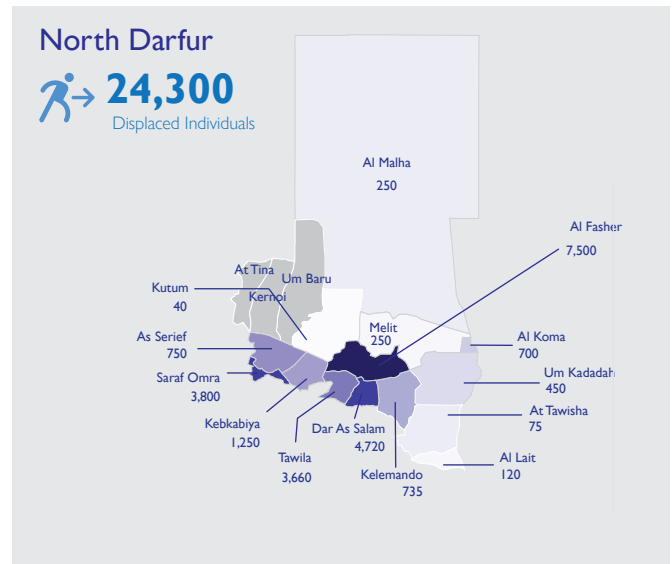 North Darfur
24,300
Displaced Individuals
Al Malha
250
Al Fasher
7,500
At Tina
Um Baru
Kutum
Kernoi
40
Melit
250
As Serief
750
Al Koma
700
Saraf Omra
3,800
Um Kadadah
450
Kebkabiya
1,250
Dar As Salam
4,720
At Tawisha
75
Tawila
3,660
Kelemando
735
Al Lait
120